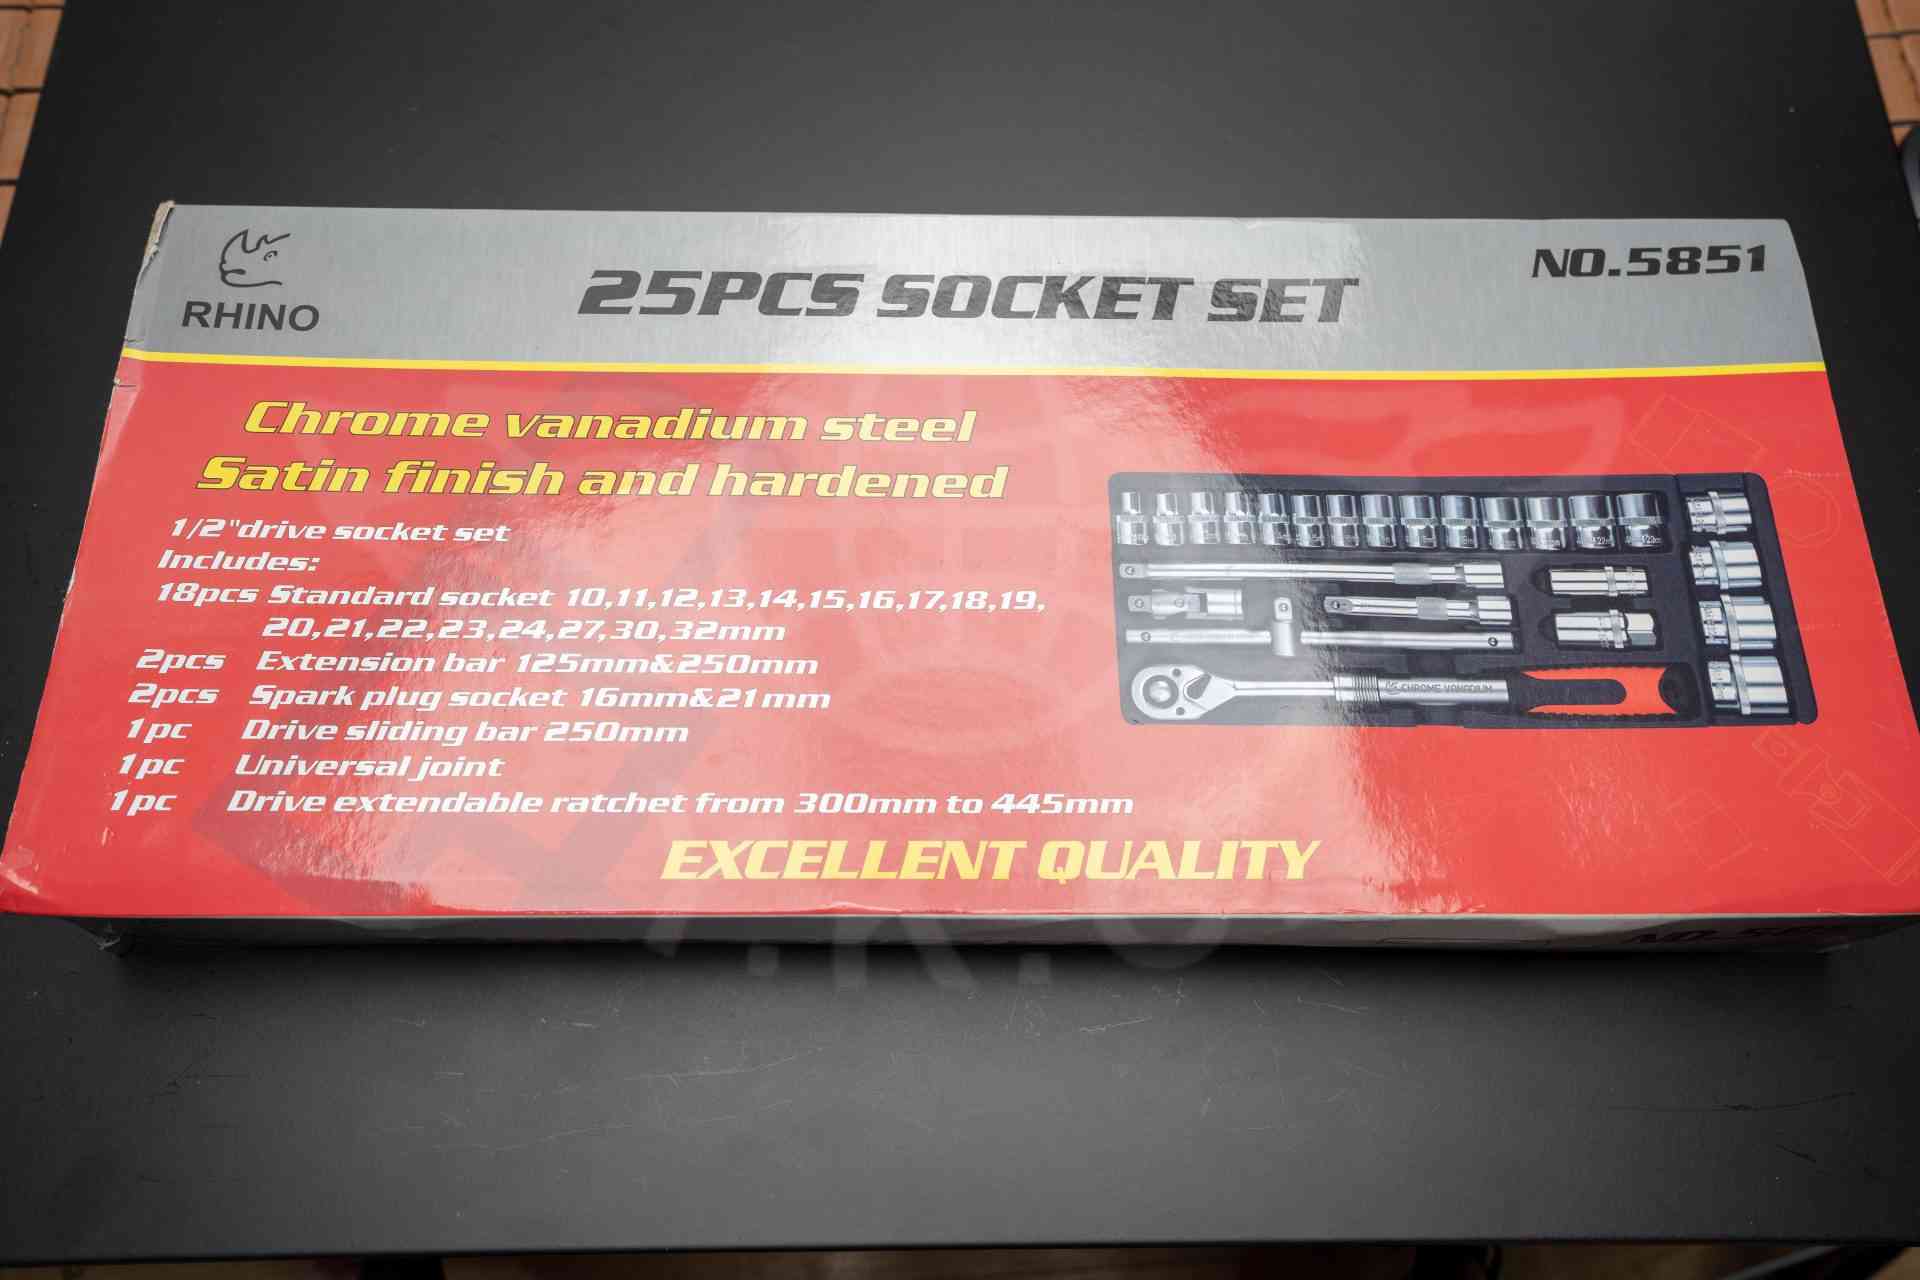 RHINO
25PCS SOCKET SET
NO.5851
Chrome vanadium steel
Satin finish and hardened
1/2"drive socket set
Includes:
18pcs Standard socket 10,11,12,13,14,15,16,17,18,19,
20,21,22,23,24,27,30,32mm
2pcs Extension bar 125mm&250mm
2pcs Spark plug socket 16mm&21mm
1pc Drive sliding bar 250mm
1pc Universal joint
1pc Drive extendable ratchet from 300mm to 445mm
CHROME VANADIUM
EXCELLENT QUALITY